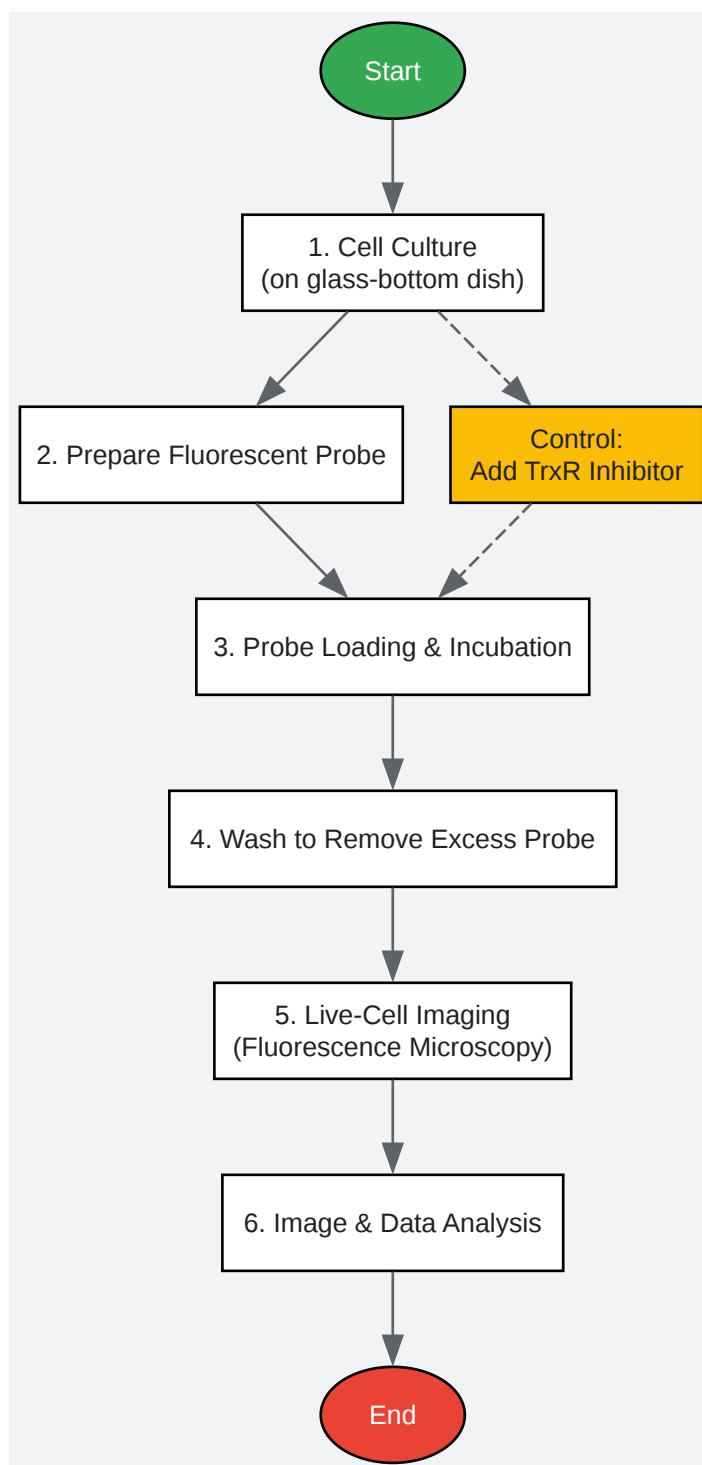 Start
1. Cell Culture
(on glass-bottom dish)
2. Prepare Fluorescent Probe
Control:
Add TrxR Inhibitor
3. Probe Loading & Incubation
4. Wash to Remove Excess Probe
5. Live-Cell Imaging
(Fluorescence Microscopy)
6. Image & Data Analysis
End